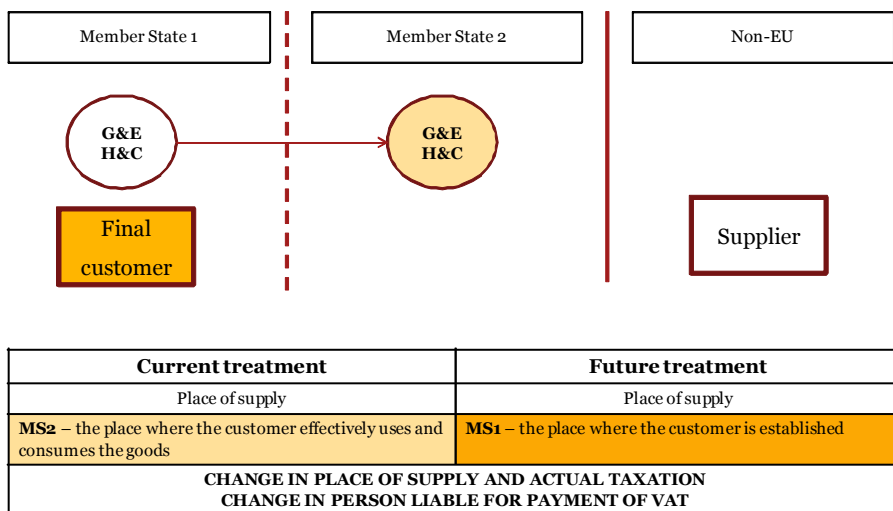 Member State 1
Member State 2
Non-EU
G&E
H&C
G&E
H&C
Final
customer
Supplier
Current treatment
Future treatment
Place of supply
Place of supply
MS2 – the place where the customer effectively uses and
consumes the goods
MS1 – the place where the customer is established
CHANGE IN PLACE OF SUPPLY AND ACTUAL TAXATION
CHANGE IN PERSON LIABLE FOR PAYMENT OF VAT